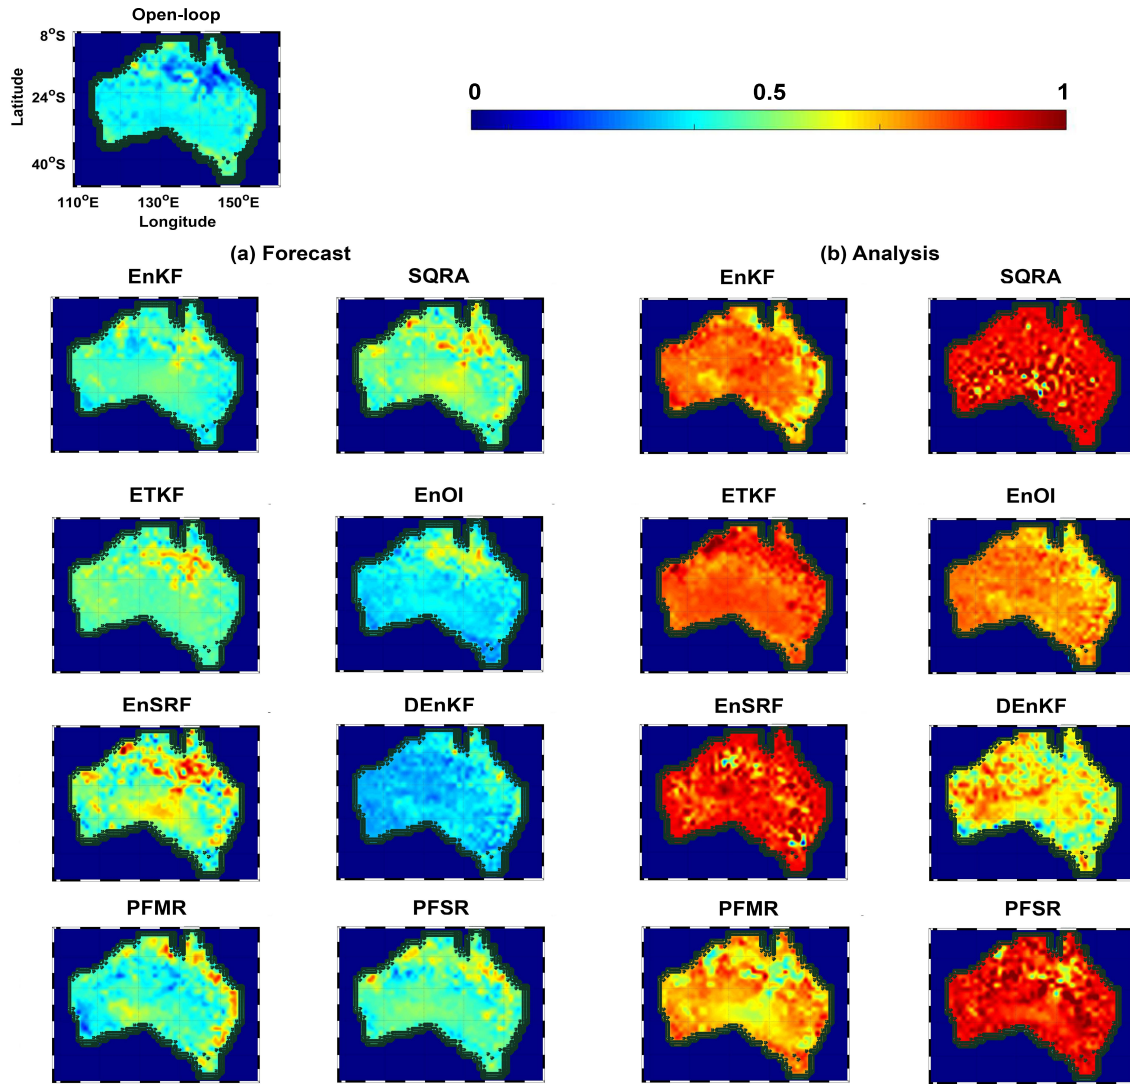 Open-loop
8°S
24°S
40°S
Latitude
110°E 130°E 150°E
Longitude
0 0.5 1
(a) Forecast (b) Analysis
EnKF SQRA EnKF SQRA
ETKF EnOI ETKF EnOI
EnSRF DEnKF EnSRF DEnKF
PFMR PFSR PFMR PFSR